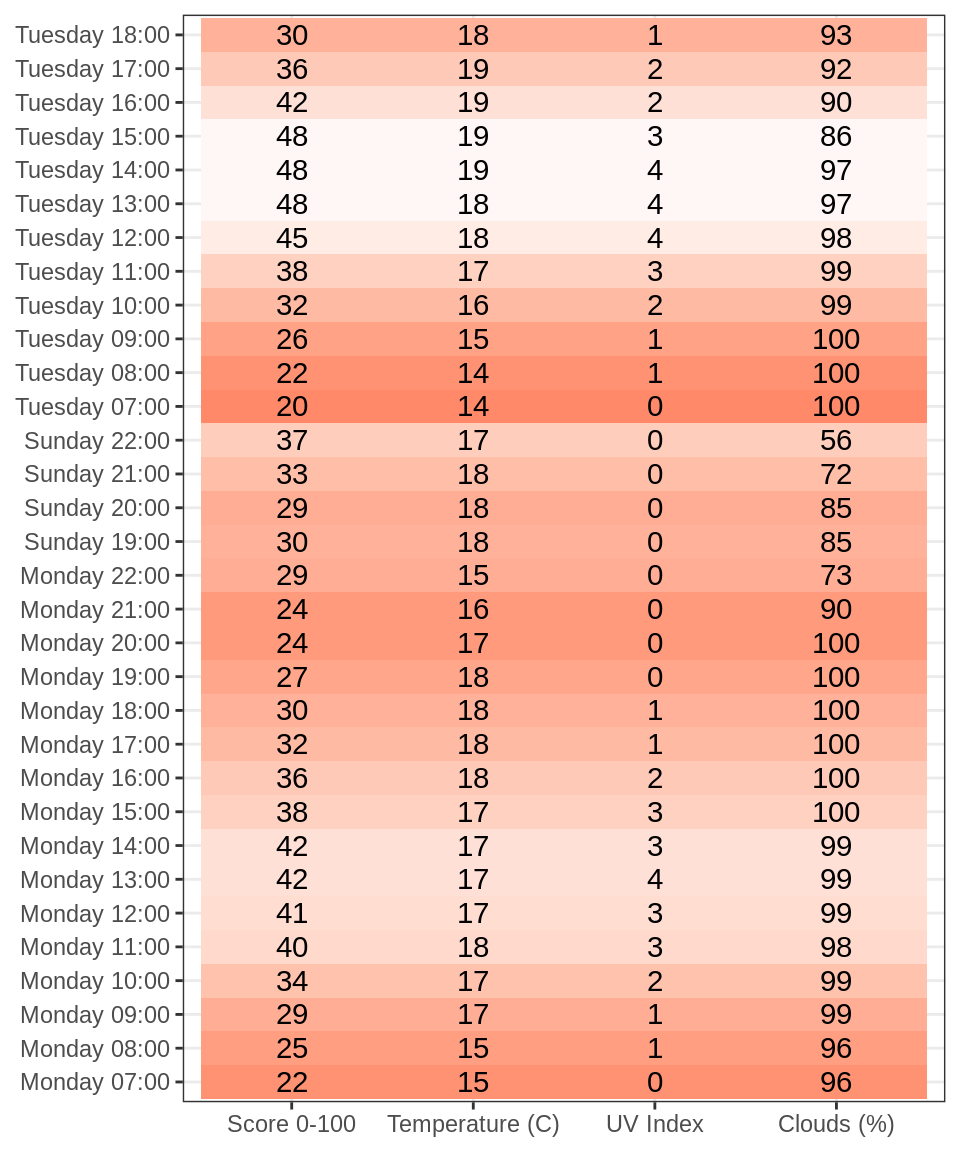 Tuesday 18:00 30 18 1 93
Tuesday 17:00 36 19 2 92
Tuesday 16:00 42 19 2 90
Tuesday 15:00 48 19 3 86
Tuesday 14:00 48 19 4 97
Tuesday 13:00 48 18 4 97
Tuesday 12:00 45 18 4 98
Tuesday 11:00 38 17 3 99
Tuesday 10:00 32 16 2 99
Tuesday 09:00 26 15 1 100
Tuesday 08:00 22 14 1 100
Tuesday 07:00 20 14 0 100
Sunday 22:00 37 17 0 56
Sunday 21:00 33 18 0 72
Sunday 20:00 29 18 0 85
Sunday 19:00 30 18 0 85
Monday 22:00 29 15 0 73
Monday 21:00 24 16 0 90
Monday 20:00 24 17 0 100
Monday 19:00 27 18 0 100
Monday 18:00 30 18 1 100
Monday 17:00 32 18 1 100
Monday 16:00 36 18 2 100
Monday 15:00 38 17 3 100
Monday 14:00 42 17 3 99
Monday 13:00 42 17 4 99
Monday 12:00 41 17 3 99
Monday 11:00 40 18 3 98
Monday 10:00 34 17 2 99
Monday 09:00 29 17 1 99
Monday 08:00 25 15 1 96
Monday 07:00 22 15 0 96
Score 0-100 Temperature (C) UV Index Clouds (%)